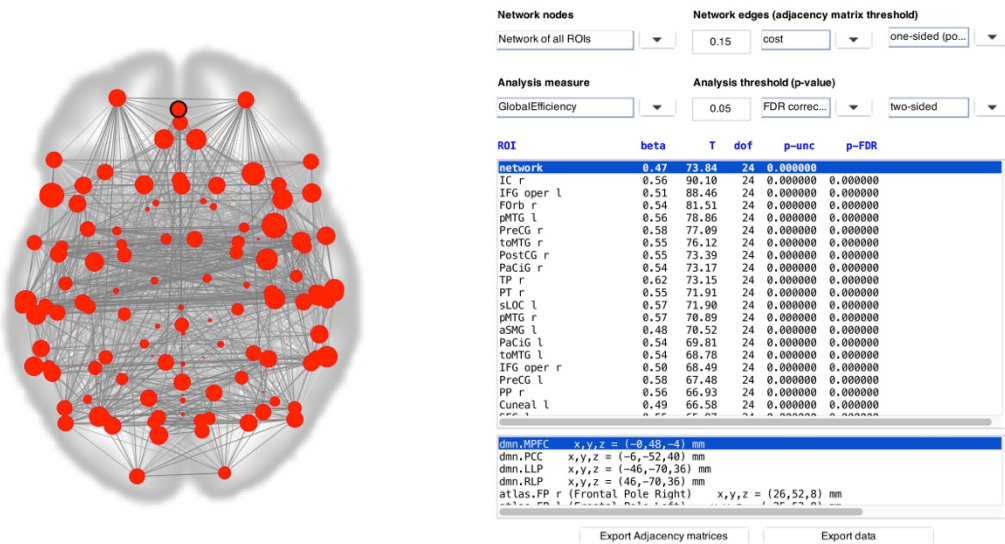 Network nodes Network edges (adjacency matrix threshold)
Network of all ROIs 0.15 cost one-sided (po...
Analysis measure Analysis threshold (p-value)
GlobalEfficiency 0.05 FDR correc... two-sided
ROI beta T dof p-unc p-FDR
network 0.47 73.84 24 0.000000
IC r 0.56 90.10 24 0.000000 0.000000
IFG oper l 0.51 88.46 24 0.000000 0.000000
FOrb r 0.54 81.51 24 0.000000 0.000000
pMTG l 0.56 78.86 24 0.000000 0.000000
PreCG r 0.58 77.09 24 0.000000 0.000000
toMTG r 0.55 76.12 24 0.000000 0.000000
PostCG r 0.55 73.39 24 0.000000 0.000000
PaCiG r 0.54 73.17 24 0.000000 0.000000
TP r 0.62 73.15 24 0.000000 0.000000
PT r 0.55 71.91 24 0.000000 0.000000
sLOC l 0.57 71.90 24 0.000000 0.000000
pMTG r 0.57 70.89 24 0.000000 0.000000
aSMG l 0.48 70.52 24 0.000000 0.000000
PaCiG l 0.54 69.81 24 0.000000 0.000000
toMTG l 0.54 68.78 24 0.000000 0.000000
IFG oper r 0.50 68.49 24 0.000000 0.000000
PreCG l 0.58 67.48 24 0.000000 0.000000
PP r 0.56 66.93 24 0.000000 0.000000
Cuneal l 0.49 66.58 24 0.000000 0.000000
dmn.MPFC x,y,z = (-0,48,-4) mm
dmn.PCC x,y,z = (-6,-52,40) mm
dmn.LLP x,y,z = (-46,-70,36) mm
dmn.RLP x,y,z = (46,-70,36) mm
atlas.FP r (Frontal Pole Right) x,y,z = (26,52,8) mm
Export Adjacency matrices Export data